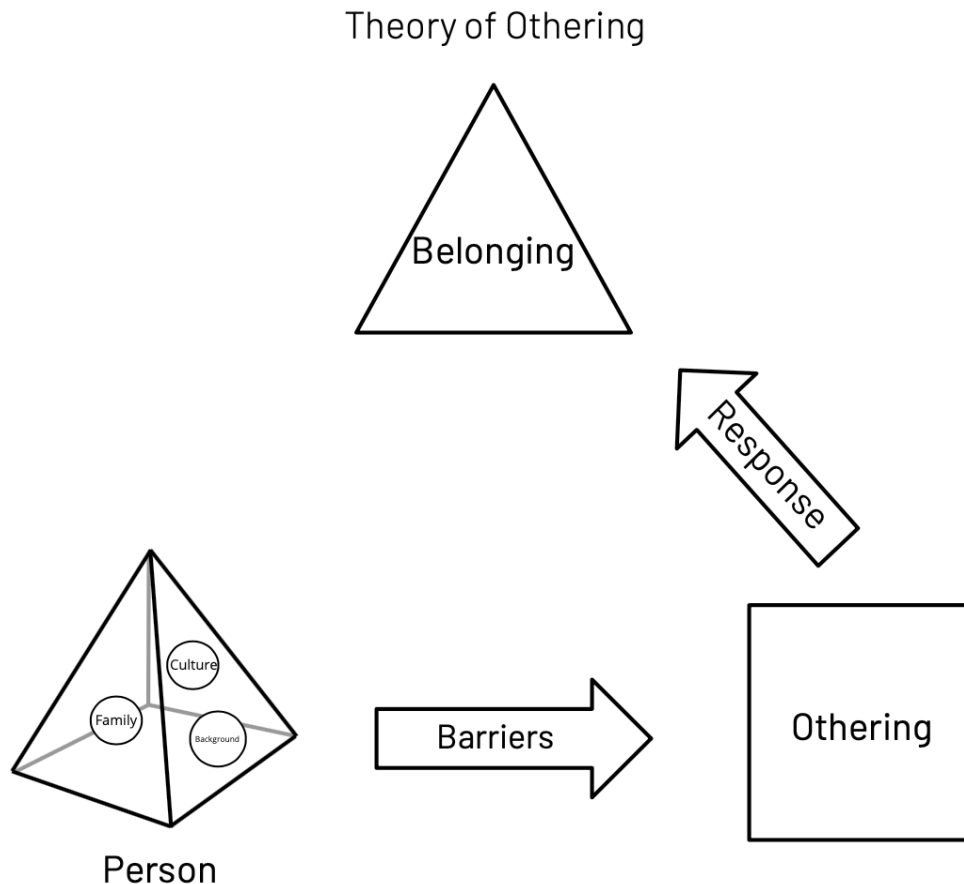 Theory of Othering
Belonging
Response
Culture
Family
Background
Barriers
Othering
Person